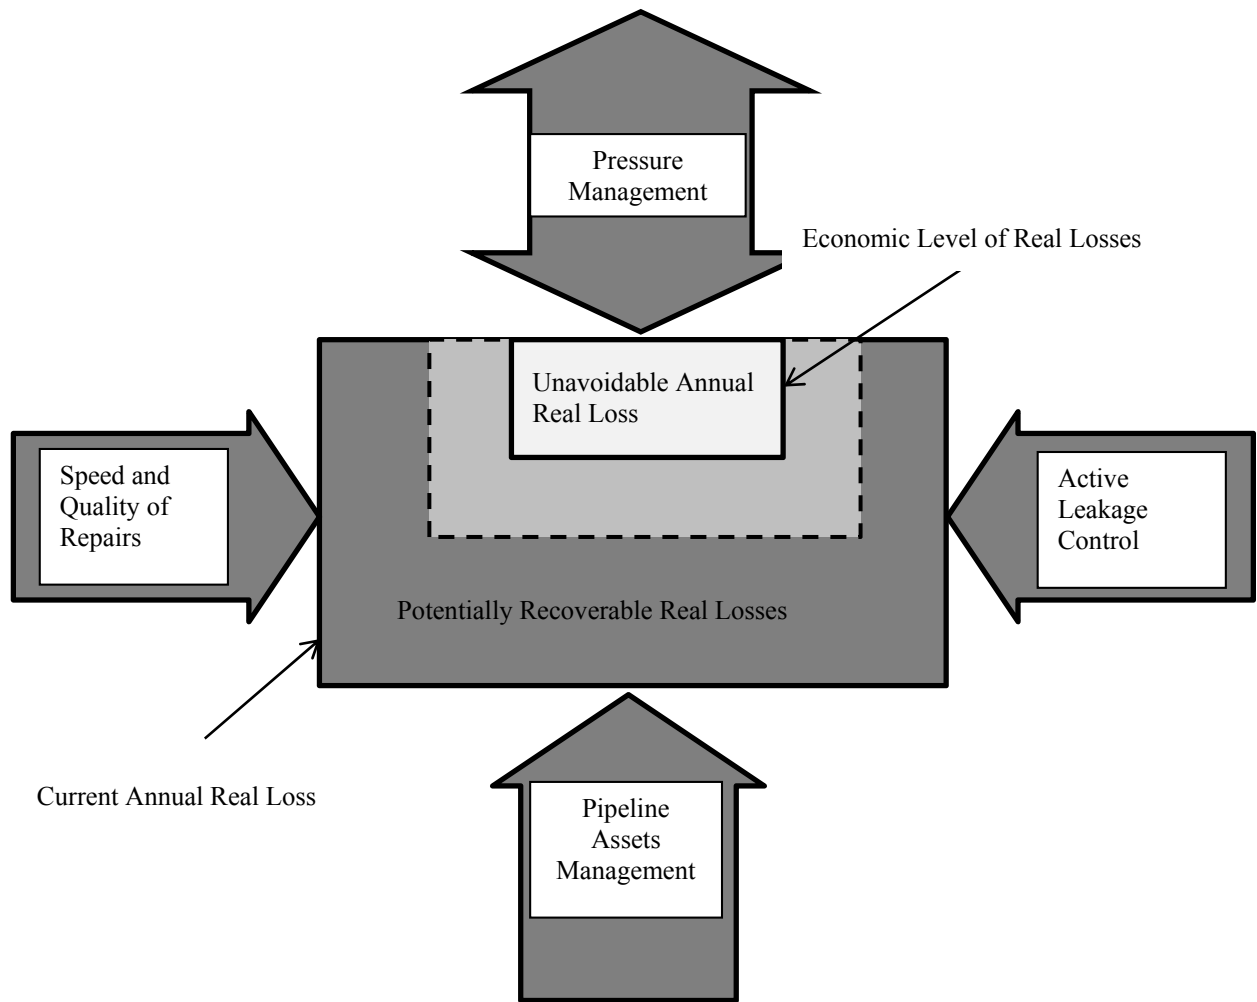 Pressure
Management
Economic Level of Real Losses
Unavoidable Annual
Real Loss
Speed and
Quality of
Repairs
Active
Leakage
Control
Potentially Recoverable Real Losses
Current Annual Real Loss
Pipeline
Assets
Management